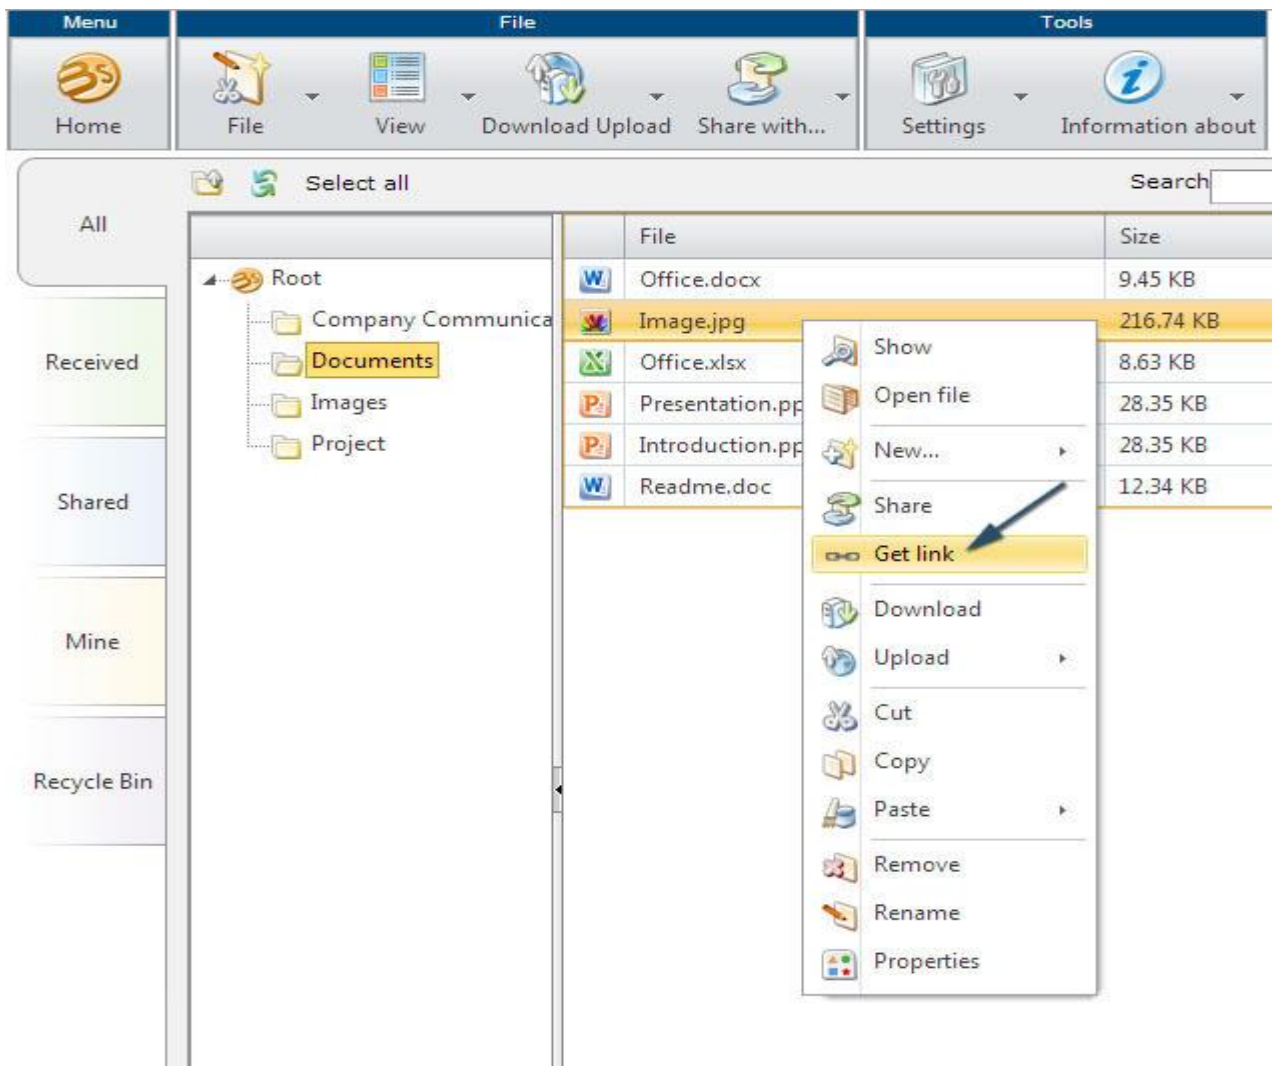 Menu File Tools
Home File View Download Upload Share with... Settings Information about
All
Received
Shared
Mine
Recycle Bin
Select all Search
Root
Company Communica
Documents
Images
Project
File Size
Office.docx 9.45 KB
Image.jpg 216.74 KB
Office.xlsx 8.63 KB
Presentation.pp 28.35 KB
Introduction.pp 28.35 KB
Readme.doc 12.34 KB
Show
Open file
New...
Share
Get link
Download
Upload
Cut
Copy
Paste
Remove
Rename
Properties